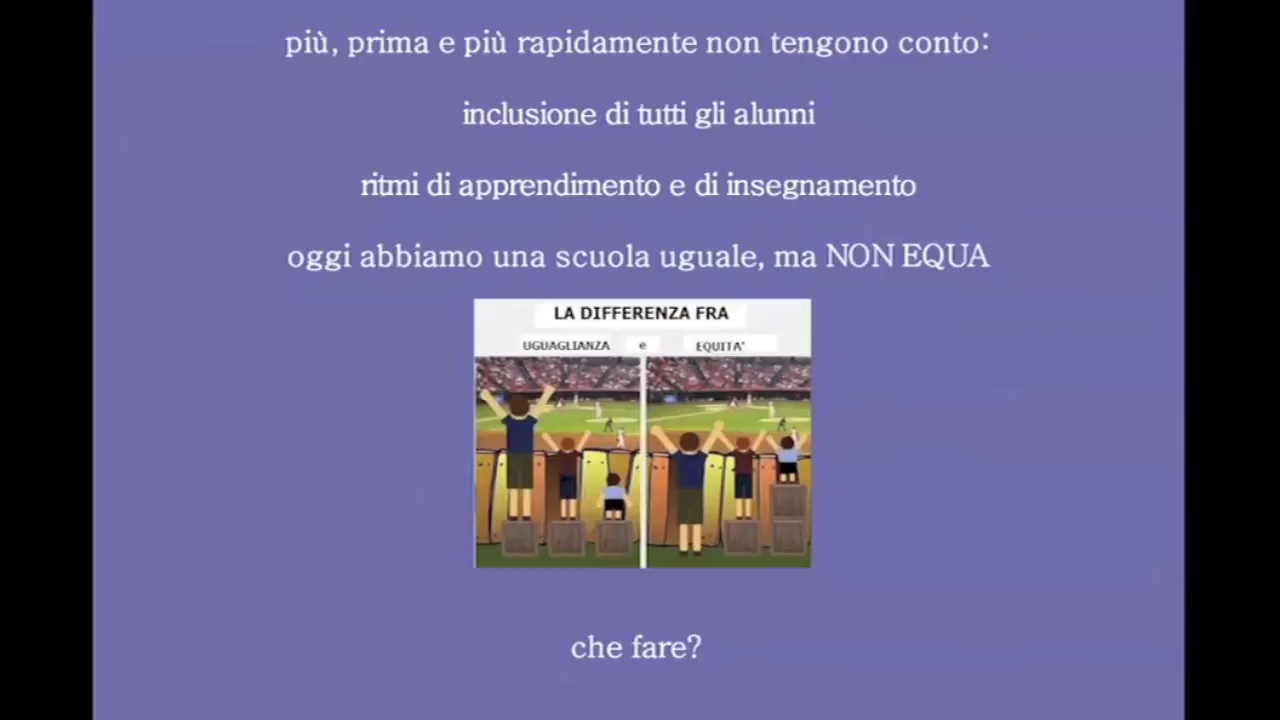 più, prima e più rapidamente non tengono conto:
inclusione di tutti gli alunni
ritmi di apprendimento e di insegnamento
oggi abbiamo una scuola uguale, ma NON EQUA
LA DIFFERENZA FRA
UGUAGLIANZA e EQUITA'
che fare?